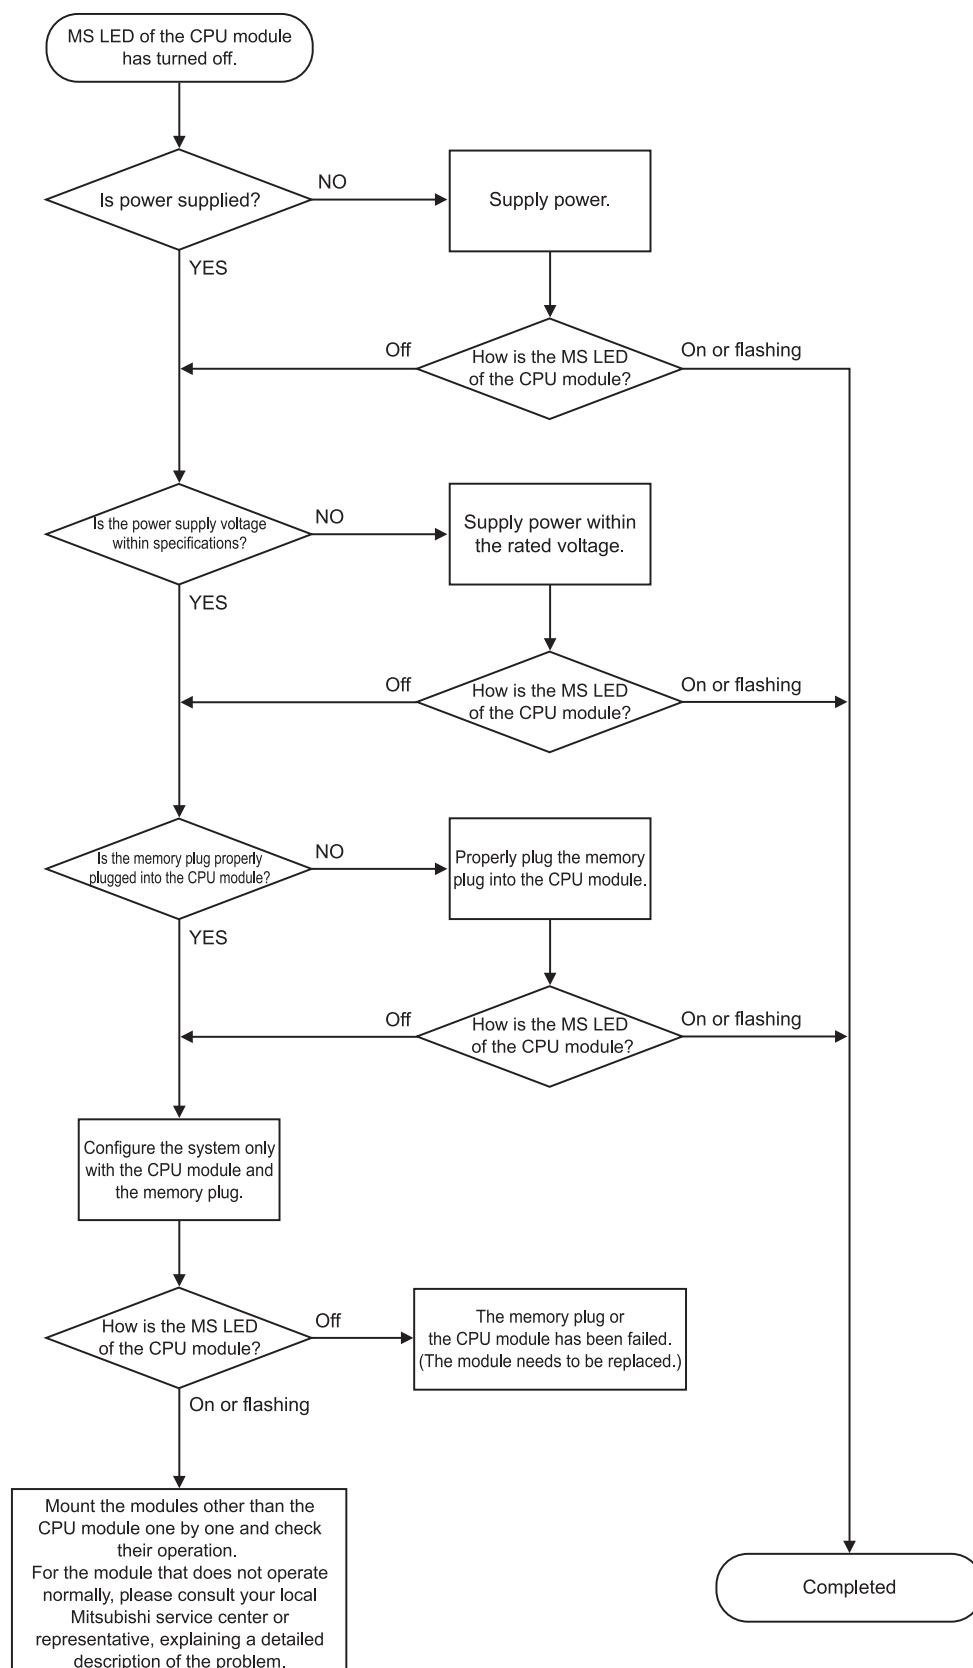 MS LED of the CPU module
has turned off.
Is power supplied?
NO
Supply power.
YES
Off
How is the MS LED
of the CPU module?
On or flashing
Is the power supply voltage
within specifications?
NO
Supply power within
the rated voltage.
YES
Off
How is the MS LED
of the CPU module?
On or flashing
Is the memory plug properly
plugged into the CPU module?
NO
Properly plug the memory
plug into the CPU module.
YES
Off
How is the MS LED
of the CPU module?
On or flashing
Configure the system only
with the CPU module and
the memory plug.
How is the MS LED
of the CPU module?
Off
The memory plug or
the CPU module has been failed.
(The module needs to be replaced.)
On or flashing
Mount the modules other than the
CPU module one by one and check
their operation.
For the module that does not operate
normally, please consult your local
Mitsubishi service center or
representative, explaining a detailed
description of the problem.
Completed